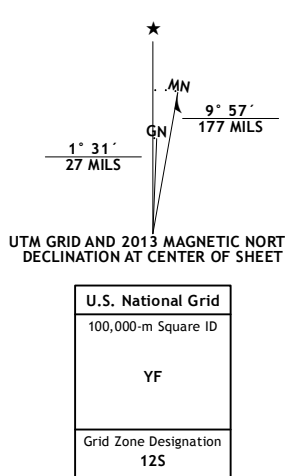 ★
MN
GN
9° 57´
177 MILS
1° 31´
27 MILS
UTM GRID AND 2013 MAGNETIC NORT
DECLINATION AT CENTER OF SHEET
U.S. National Grid
100,000-m Square ID
YF
Grid Zone Designation
12S